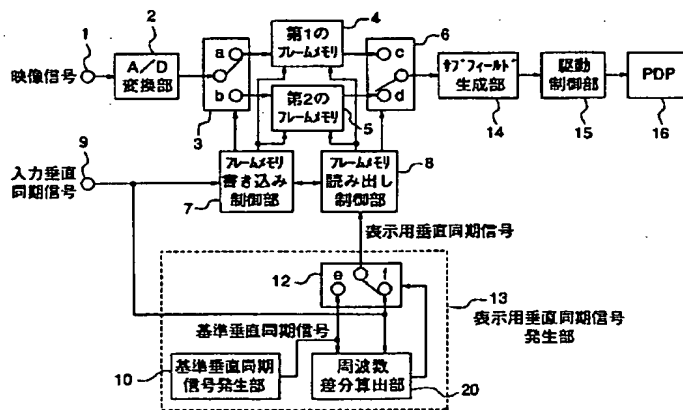 1
2
3
4
6
映像信号
A/D
変換部
a
b
第1の
フレームメモリ
第2の
フレームメモリ
5
c
d
サブフィールド
生成部
14
駆動
制御部
15
PDP
16
9
入力垂直
同期信号
フレームメモリ
書き込み
制御部
7
フレームメモリ
読み出し
制御部
8
表示用垂直同期信号
12
e
f
13
表示用垂直同期信号
発生部
基準垂直同期信号
10
基準垂直同期
信号発生部
周波数
差分算出部
20